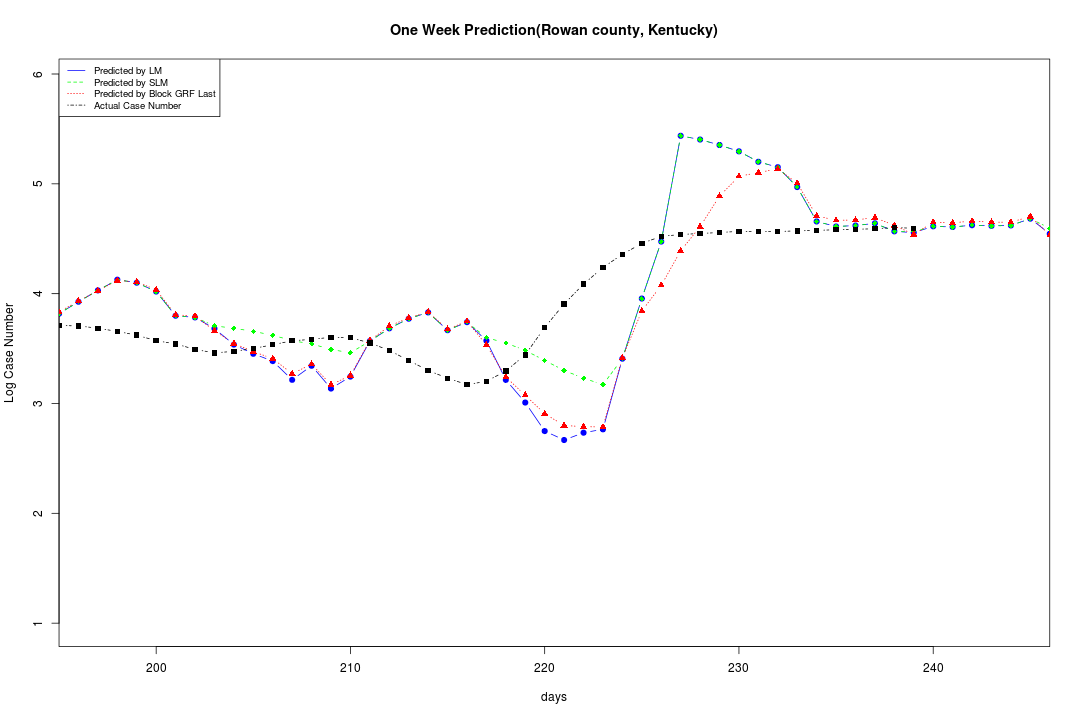 One Week Prediction(Rowan county, Kentucky)
Predicted by LM
Predicted by SLM
Predicted by Block GRF Last
Actual Case Number
6
5
4
3
2
1
Log Case Number
200 210 220 230 240
days